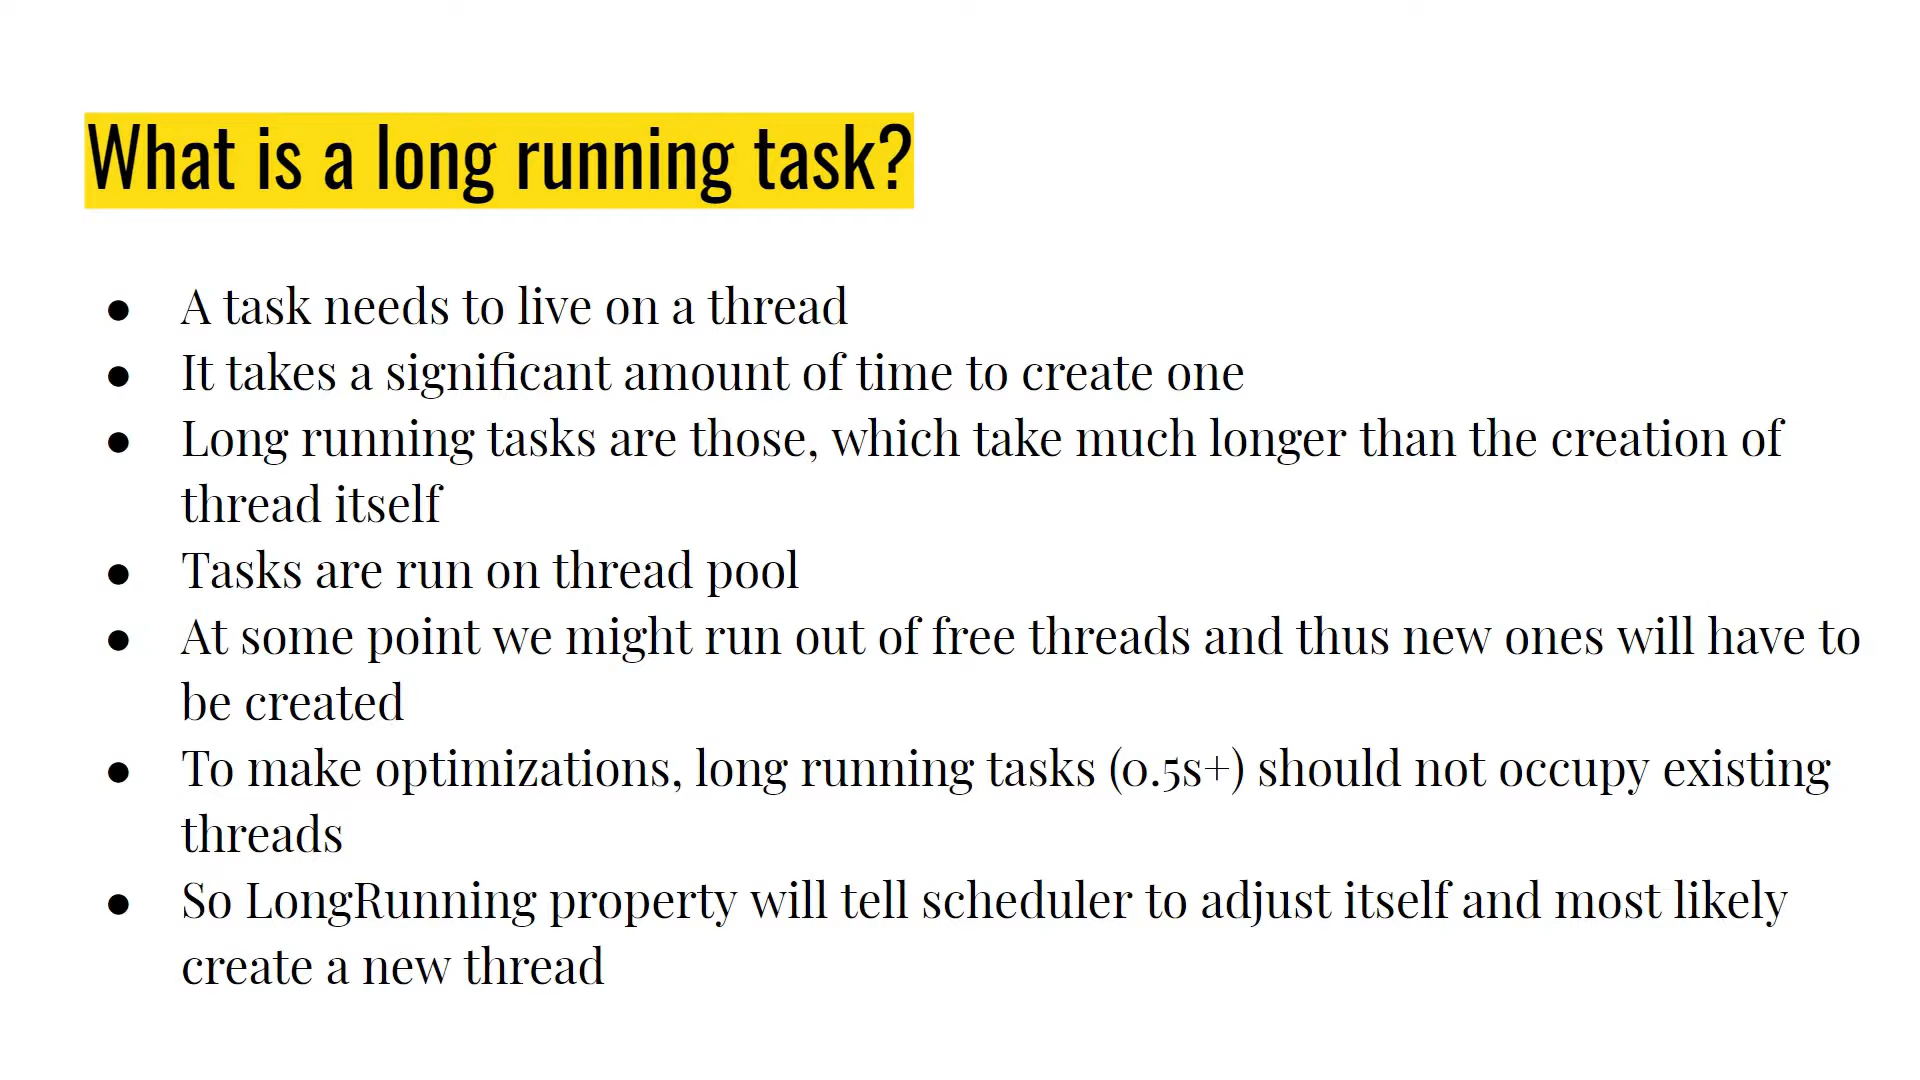 What is a long running task?
● A task needs to live on a thread
● It takes a significant amount of time to create one
● Long running tasks are those, which take much longer than the creation of
thread itself
● Tasks are run on thread pool
● At some point we might run out of free threads and thus new ones will have to
be created
● To make optimizations, long running tasks (0.5s+) should not occupy existing
threads
● So LongRunning property will tell scheduler to adjust itself and most likely
create a new thread